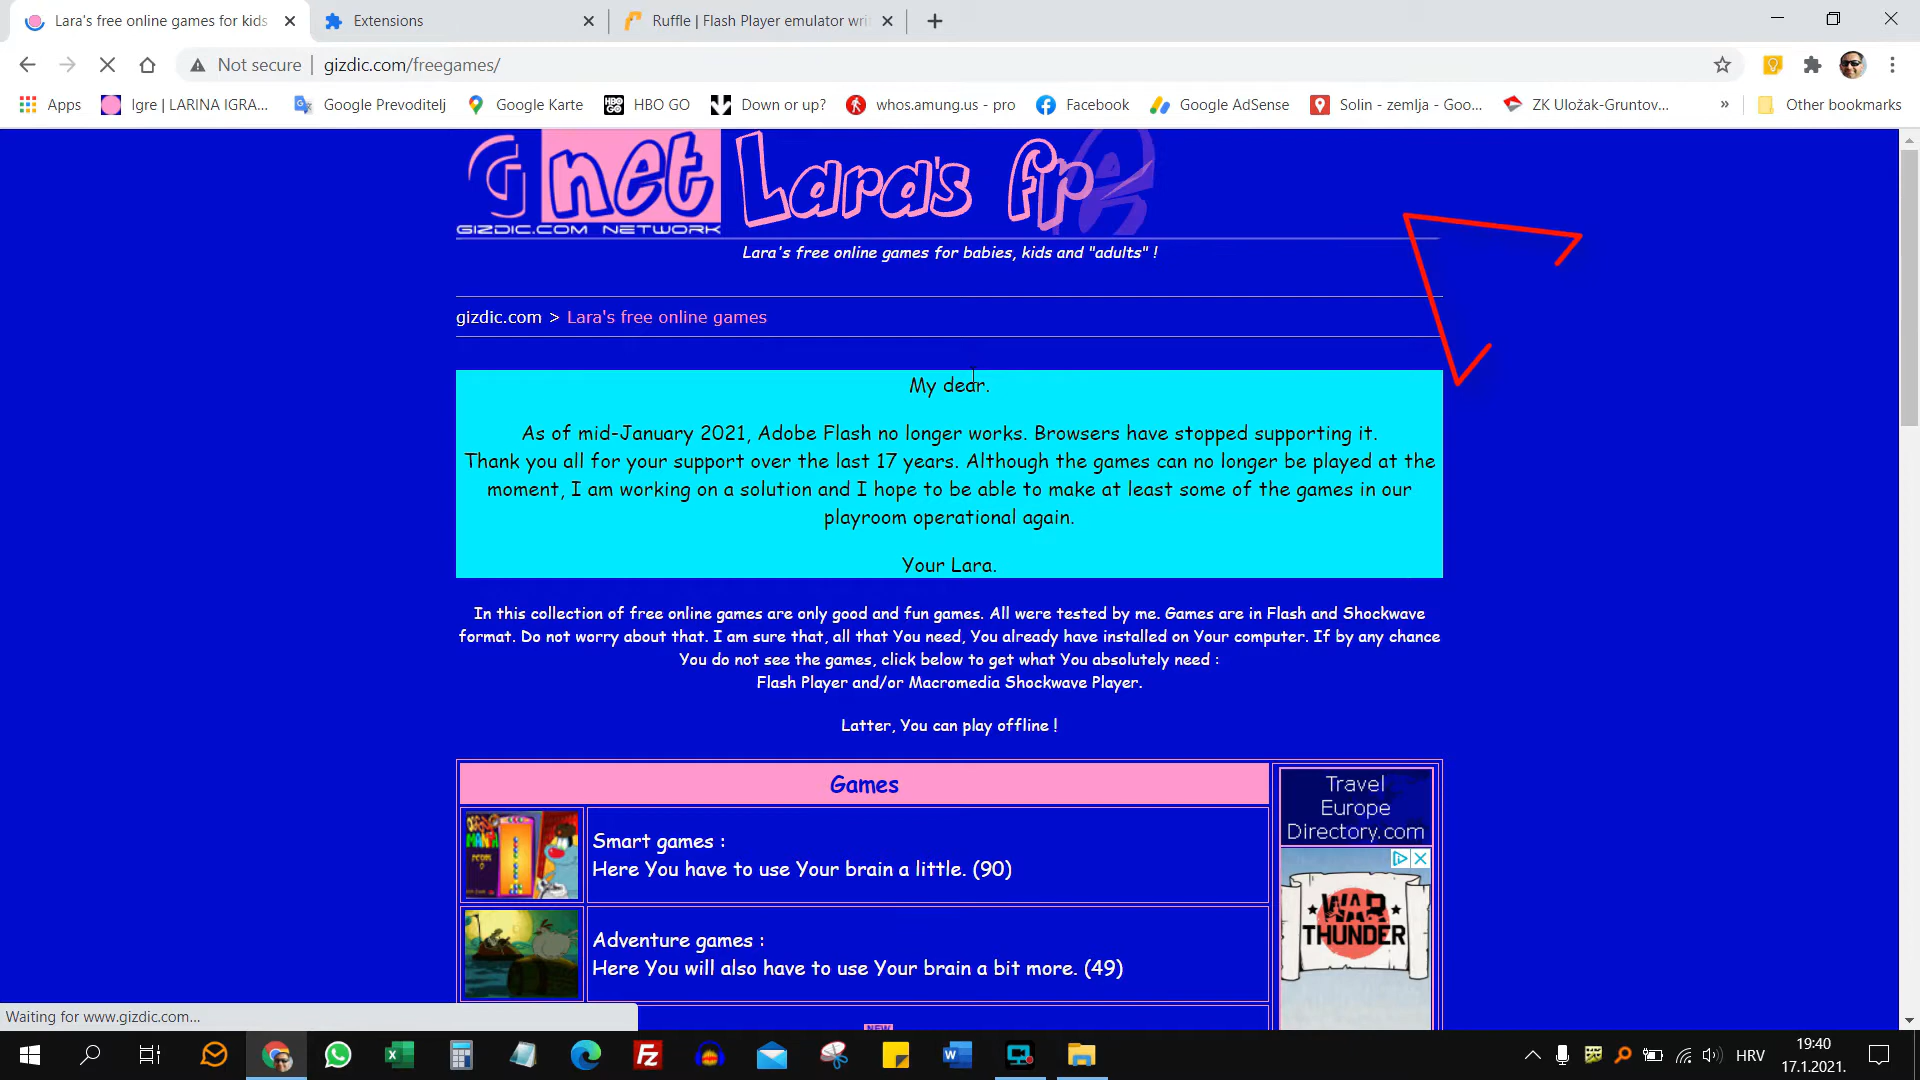 Lara's free online games for kids
Extensions
Ruffle | Flash Player emulator wri
Not secure
gizdic.com/freegames/
Apps
Igre | LARINA IGRA...
Google Prevoditelj
Google Karte
HBO GO
Down or up?
whos.amung.us - pro
Facebook
Google AdSense
Solin - zemlja - Goo...
ZK Uložak-Gruntov...
»
Other bookmarks
G net Lara's fre
GIZDIC.COM NETWORK
Lara's free online games for babies, kids and "adults" !
gizdic.com > Lara's free online games
My dear.
As of mid-January 2021, Adobe Flash no longer works. Browsers have stopped supporting it.
Thank you all for your support over the last 17 years. Although the games can no longer be played at the
moment, I am working on a solution and I hope to be able to make at least some of the games in our
playroom operational again.
Your Lara.
In this collection of free online games are only good and fun games. All were tested by me. Games are in Flash and Shockwave
format. Do not worry about that. I am sure that, all that You need, You already have installed on Your computer. If by any chance
You do not see the games, click below to get what You absolutely need :
Flash Player and/or Macromedia Shockwave Player.
Latter, You can play offline !
Games
Smart games :
Here You have to use Your brain a little. (90)
Adventure games :
Here You will also have to use Your brain a bit more. (49)
NEW
Travel
Europe
Directory.com
WAR
THUNDER
Waiting for www.gizdic.com...
HRV
19:40
17.1.2021.